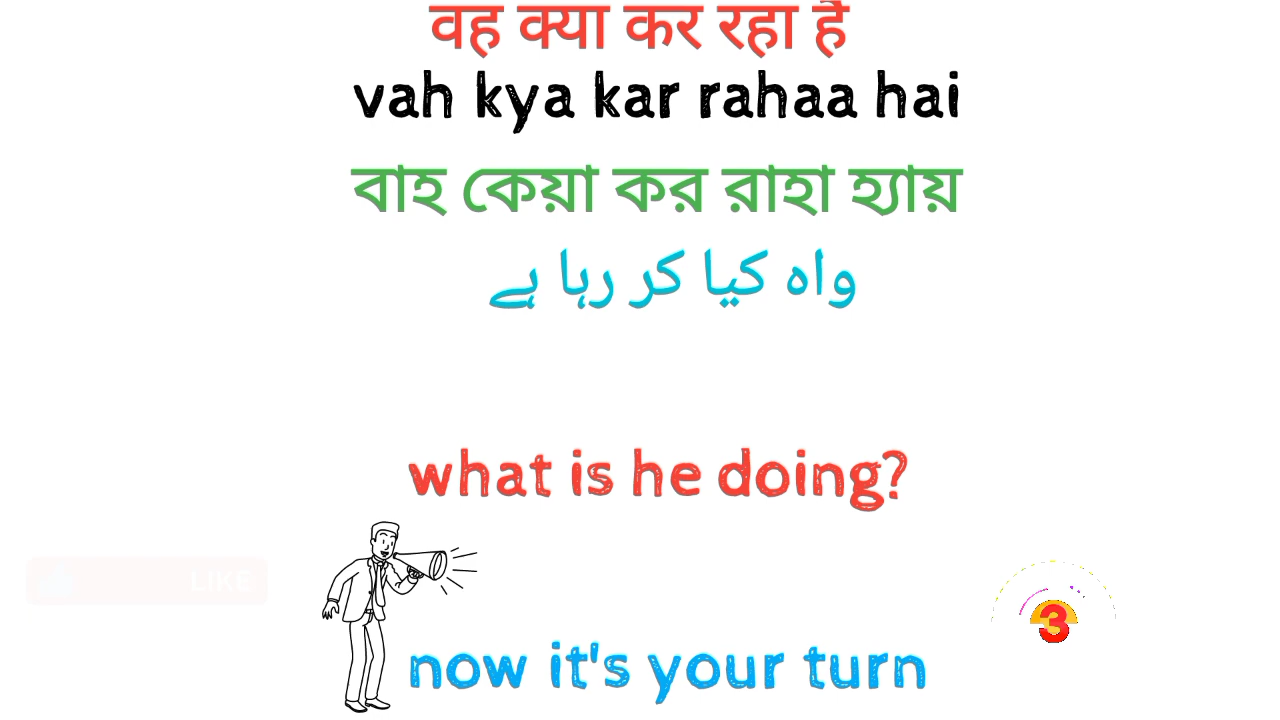 वह क्या कर रहा है
vah kya kar rahaa hai
বাহ কেয়া কর রাহা হ্যায়
واہ کیا کر رہا ہے
what is he doing?
LIKE
3
now it's your turn